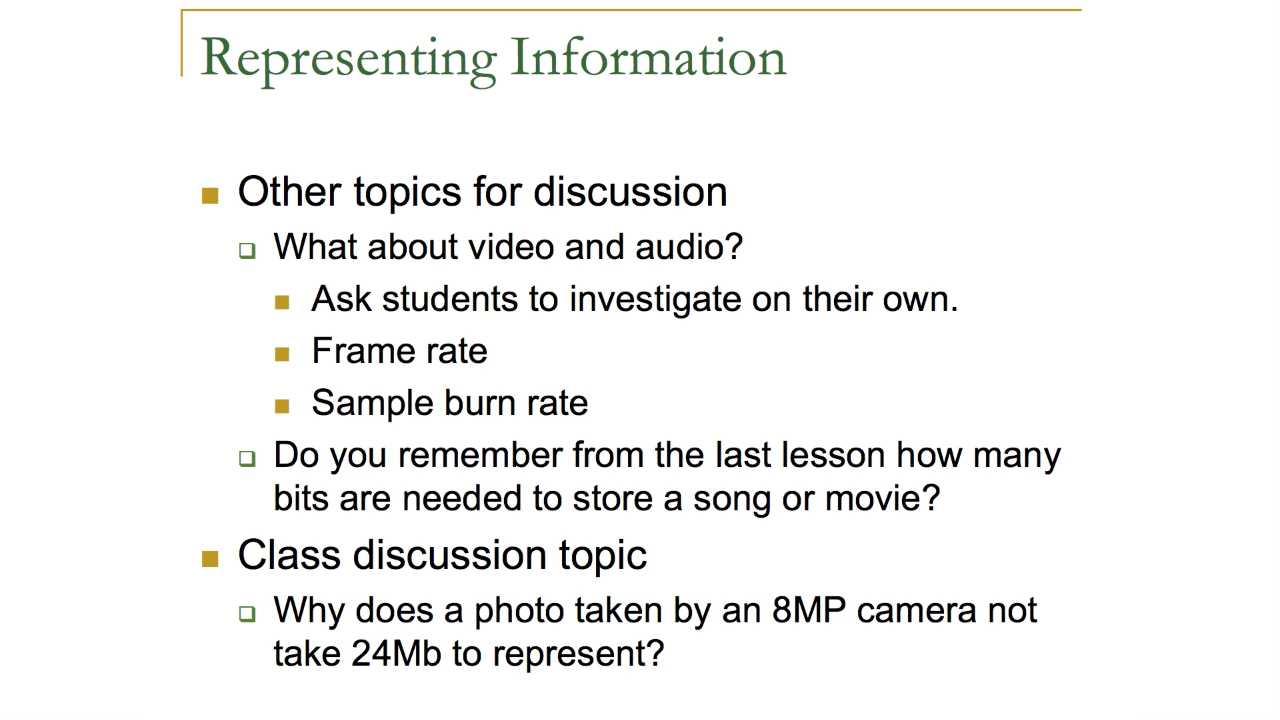 Representing Information
Other topics for discussion
What about video and audio?
Ask students to investigate on their own.
Frame rate
Sample burn rate
Do you remember from the last lesson how many
bits are needed to store a song or movie?
Class discussion topic
Why does a photo taken by an 8MP camera not
take 24Mb to represent?